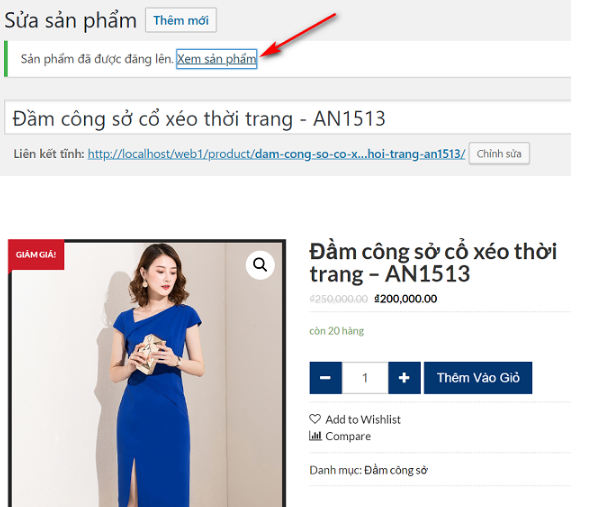 Sửa sản phẩm Thêm mới
Sản phẩm đã được đăng lên. Xem sản phẩm
Đầm công sở cổ xéo thời trang - AN1513
Liên kết tĩnh: http://localhost/web1/product/dam-cong-so-co-x...hoi-trang-an1513/ Chỉnh sửa
GIẢM GIÁ!
Đầm công sở cổ xéo thời
trang – AN1513
₫250,000.00 ₫200,000.00
còn 20 hàng
- 1 + Thêm Vào Giỏ
Add to Wishlist
Compare
Danh mục: Đầm công sở